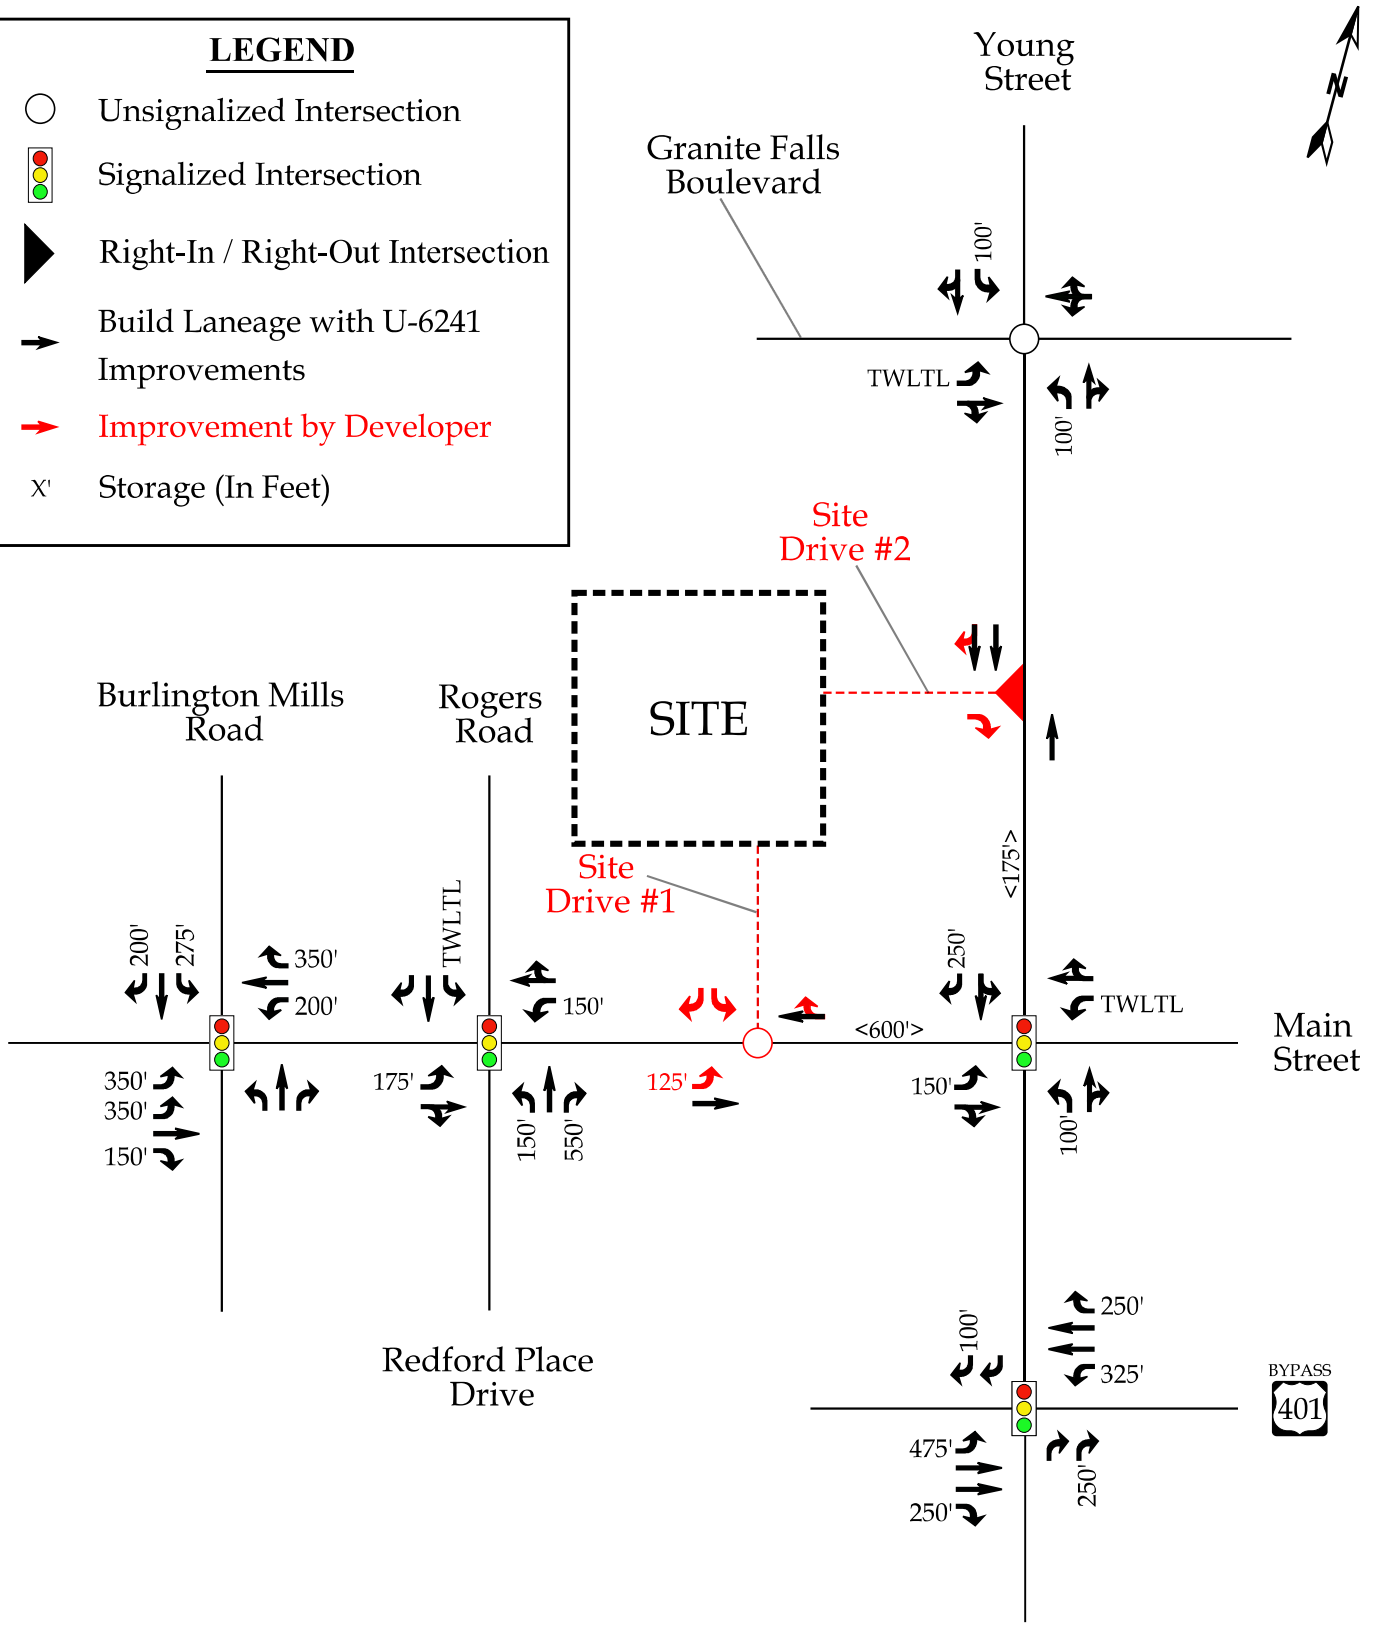 LEGEND
Unsignalized Intersection
Signalized Intersection
Right-In / Right-Out Intersection
Build Laneage with U-6241
Improvements
Improvement by Developer
X' Storage (In Feet)
Young
Street
N
Granite Falls
Boulevard
100'
TWLTL
100'
Site
Drive #2
SITE
Burlington Mills
Road
Rogers
Road
<175'>
Site
Drive #1
200'
275'
350'
200'
TWLTL
150'
250'
TWLTL
<600'>
Main
Street
350'
350'
150'
175'
150'
550'
125'
150'
100'
Redford Place
Drive
100'
250'
325'
BYPASS
401
475'
250'
250'